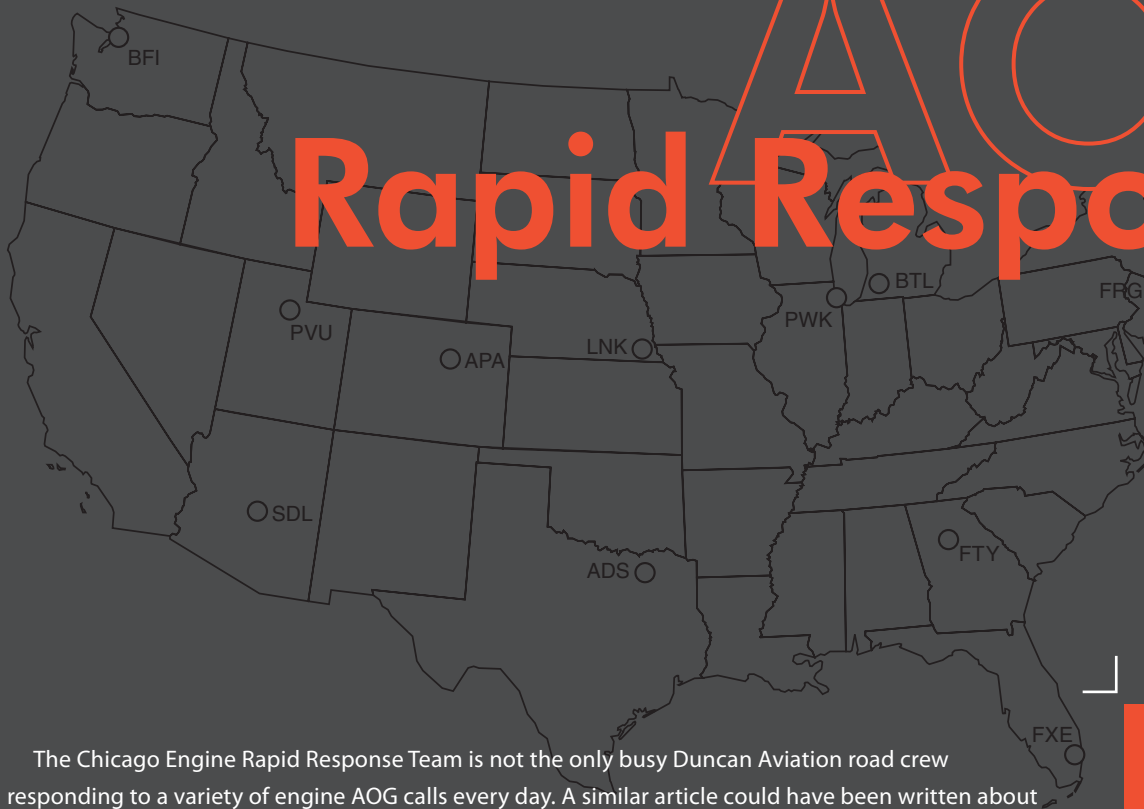 AO
Rapid Respo
BFI
BTL
FRG
PWK
PVU
LNK
APA
SDL
ADS
FTY
FXE
The Chicago Engine Rapid Response Team is not the only busy Duncan Aviation road crew
responding to a variety of engine AOG calls every day. A similar article could have been written about